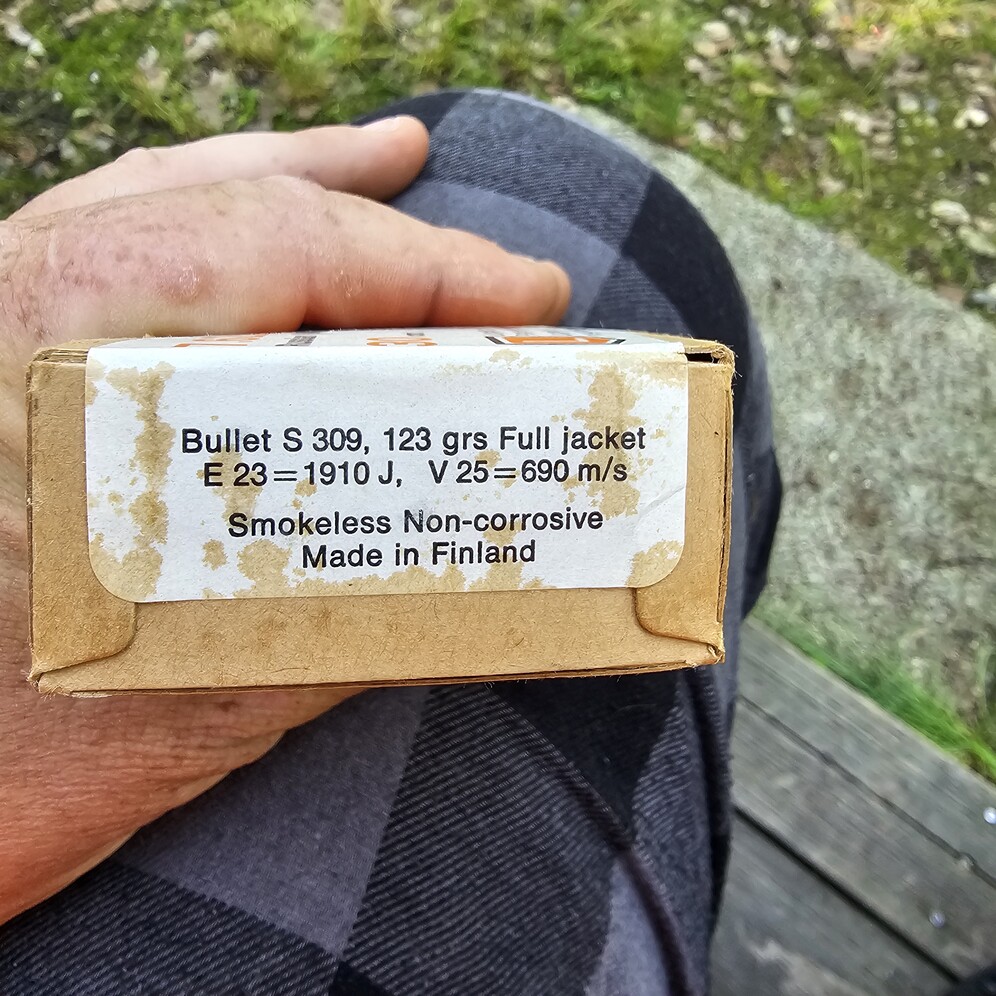 Bullet S 309, 123 grs Full jacket
E 23=1910 J, V 25=690 m/s
Smokeless Non-corrosive
Made in Finland